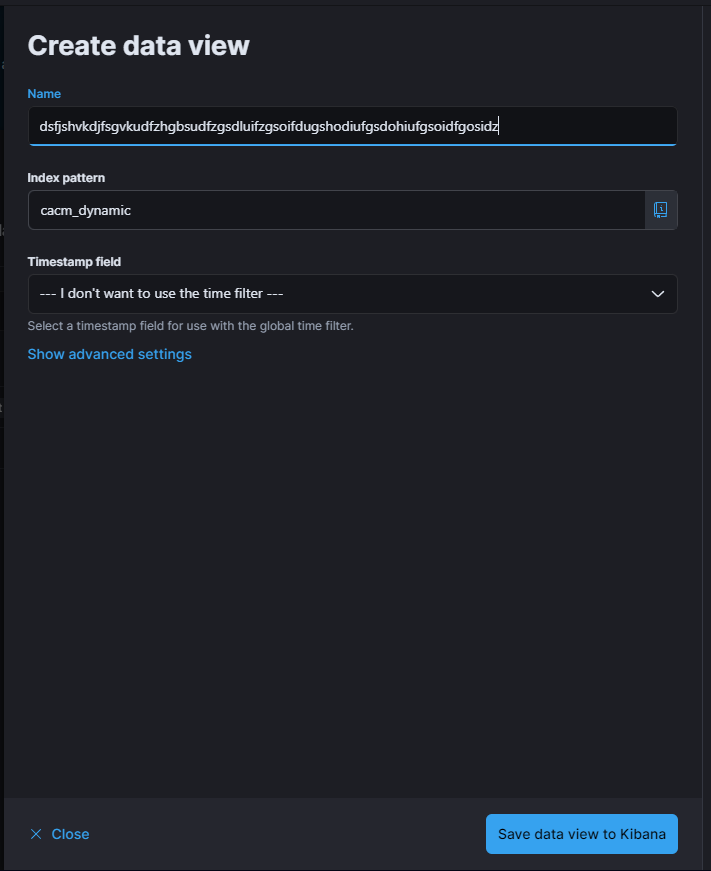 Create data view
Name
dsfjshvkdjfsgvkudfzhgbsudfzgsdluifzgsoifdugshodiufgsdohiufgsoidfgosidz
Index pattern
cacm_dynamic
Timestamp field
--- I don't want to use the time filter ---
Select a timestamp field for use with the global time filter.
Show advanced settings
Close
Save data view to Kibana